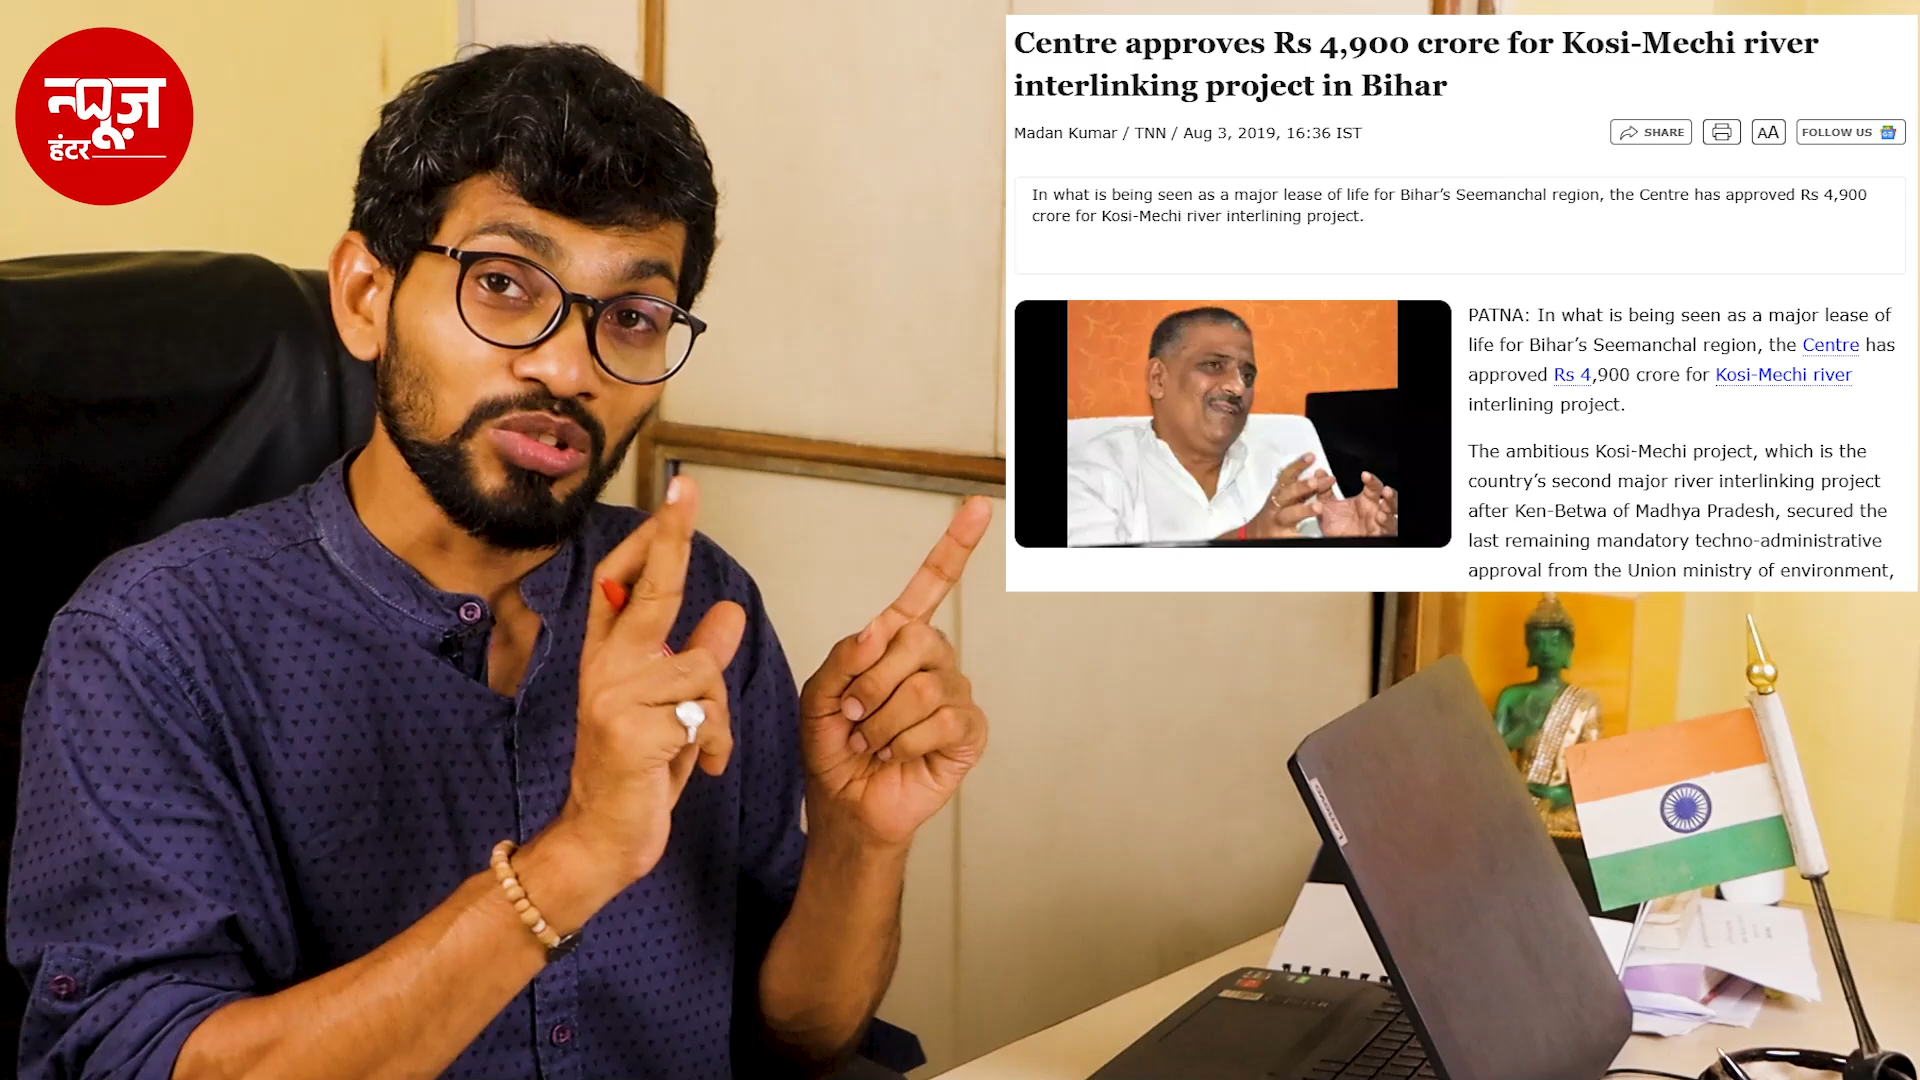 न्यूज़
हंटर
Centre approves Rs 4,900 crore for Kosi-Mechi river
interlinking project in Bihar
Madan Kumar / TNN / Aug 3, 2019, 16:36 IST
SHARE
AA
FOLLOW US
In what is being seen as a major lease of life for Bihar’s Seemanchal region, the Centre has approved Rs 4,900
crore for Kosi-Mechi river interlining project.
PATNA: In what is being seen as a major lease of
life for Bihar’s Seemanchal region, the Centre has
approved Rs 4,900 crore for Kosi-Mechi river
interlining project.
The ambitious Kosi-Mechi project, which is the
country’s second major river interlinking project
after Ken-Betwa of Madhya Pradesh, secured the
last remaining mandatory techno-administrative
approval from the Union ministry of environment,
Lenovo